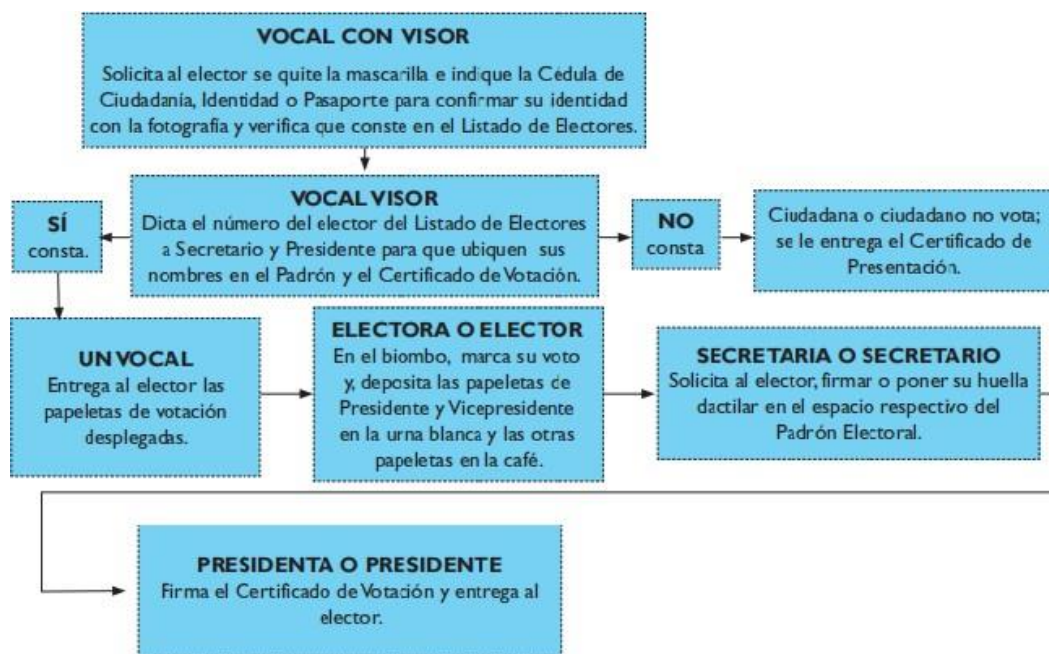 VOCAL CON VISOR
Solicita al elector se quite la mascarilla e indique la Cédula de
Ciudadanía, Identidad o Pasaporte para confirmar su identidad
con la fotografía y verifica que conste en el Listado de Electores.
VOCAL VISOR
Dicta el número del elector del Listado de Electores
a Secretario y Presidente para que ubiquen sus
nombres en el Padrón y el Certificado de Votación.
SÍ
consta.
NO
consta
Ciudadana o ciudadano no vota;
se le entrega el Certificado de
Presentación.
UN VOCAL
Entrega al elector las
papeletas de votación
desplegadas.
ELECTORA O ELECTOR
En el biombo, marca su voto
y, deposita las papeletas de
Presidente y Vicepresidente
en la urna blanca y las otras
papeletas en la café.
SECRETARIA O SECRETARIO
Solicita al elector, firmar o poner su huella
dactilar en el espacio respectivo del
Padrón Electoral.
PRESIDENTA O PRESIDENTE
Firma el Certificado de Votación y entrega al
elector.